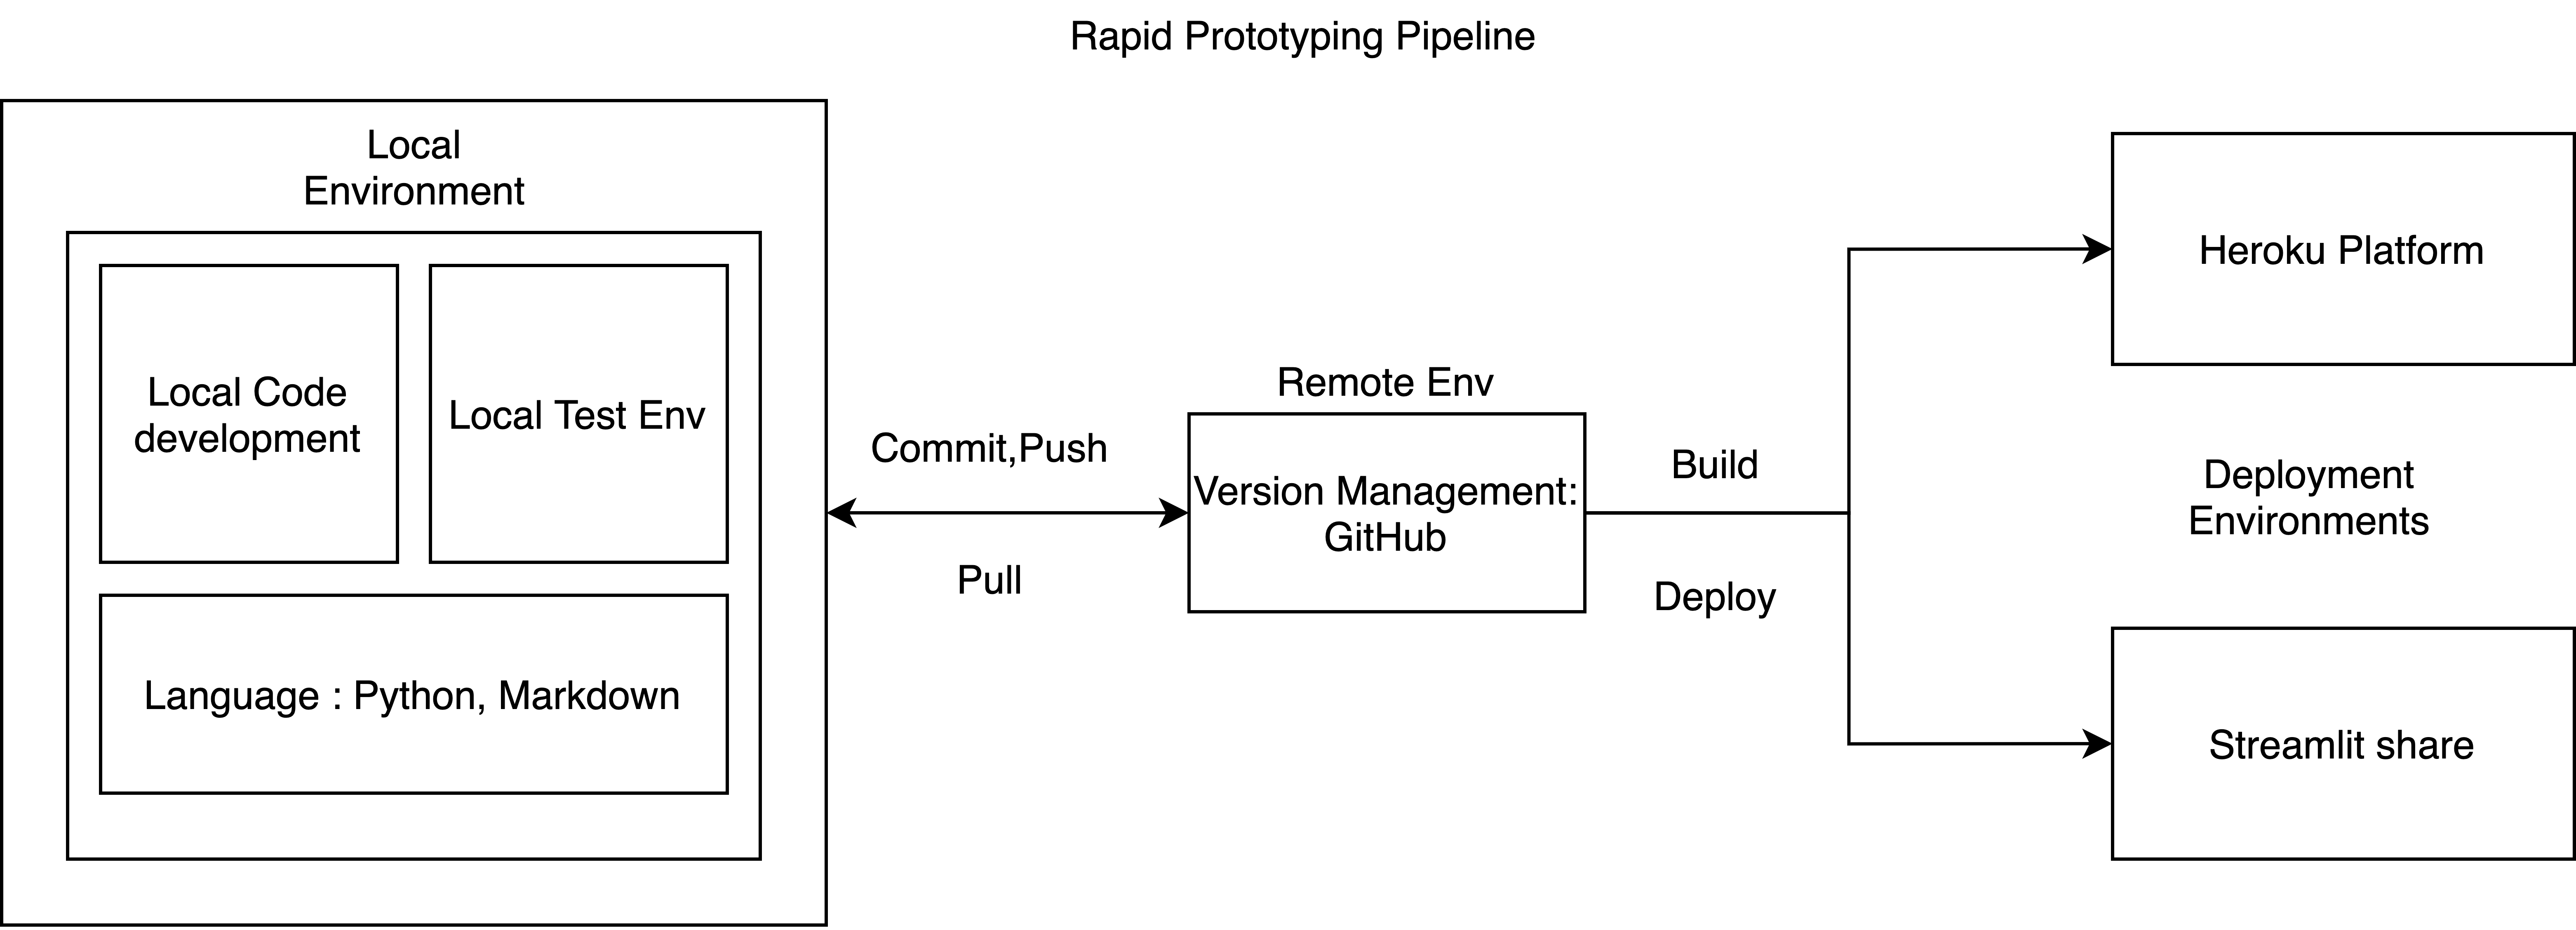 Rapid Prototyping Pipeline
Local
Environment
Local Code
development
Local Test Env
Language : Python, Markdown
Commit,Push
Pull
Remote Env
Version Management:
GitHub
Build
Deploy
Heroku Platform
Deployment
Environments
Streamlit share